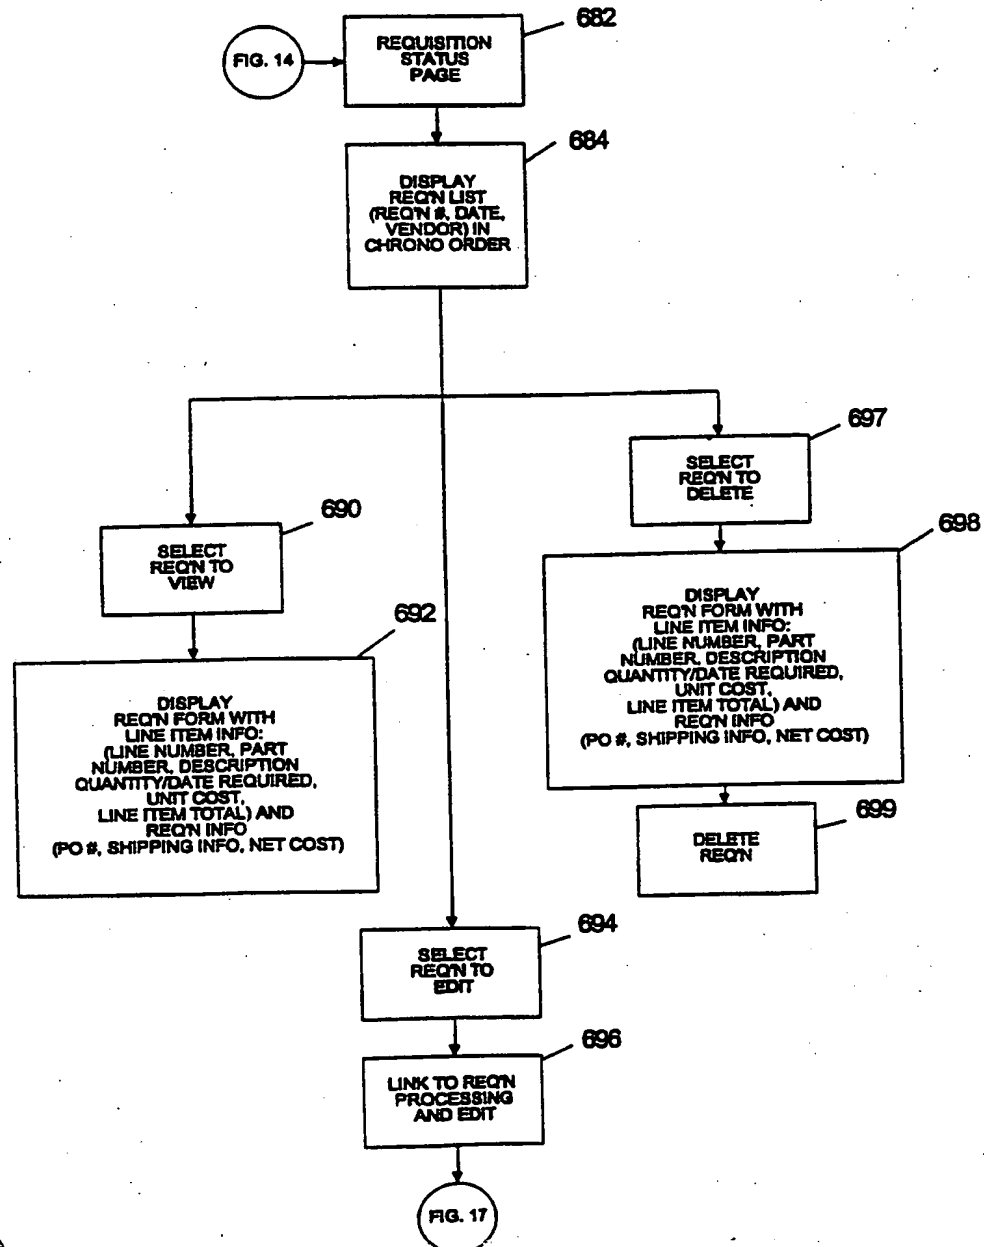 682
FIG. 14
REQUISITION
STATUS
PAGE
684
DISPLAY
REQ'N LIST
(REQ'N #, DATE,
VENDOR) IN
CHRONO ORDER
697
SELECT
REQ'N TO
DELETE
690
SELECT
REQ'N TO
VIEW
698
DISPLAY
REQ'N FORM WITH
LINE ITEM INFO:
(LINE NUMBER, PART
NUMBER, DESCRIPTION
QUANTITY/DATE REQUIRED,
UNIT COST,
LINE ITEM TOTAL) AND
REQ'N INFO
(PO #, SHIPPING INFO, NET COST)
692
DISPLAY
REQ'N FORM WITH
LINE ITEM INFO:
(LINE NUMBER, PART
NUMBER, DESCRIPTION
QUANTITY/DATE REQUIRED,
UNIT COST,
LINE ITEM TOTAL) AND
REQ'N INFO
(PO #, SHIPPING INFO, NET COST)
699
DELETE
REQ'N
694
SELECT
REQ'N TO
EDIT
696
LINK TO REQ'N
PROCESSING
AND EDIT
FIG. 17